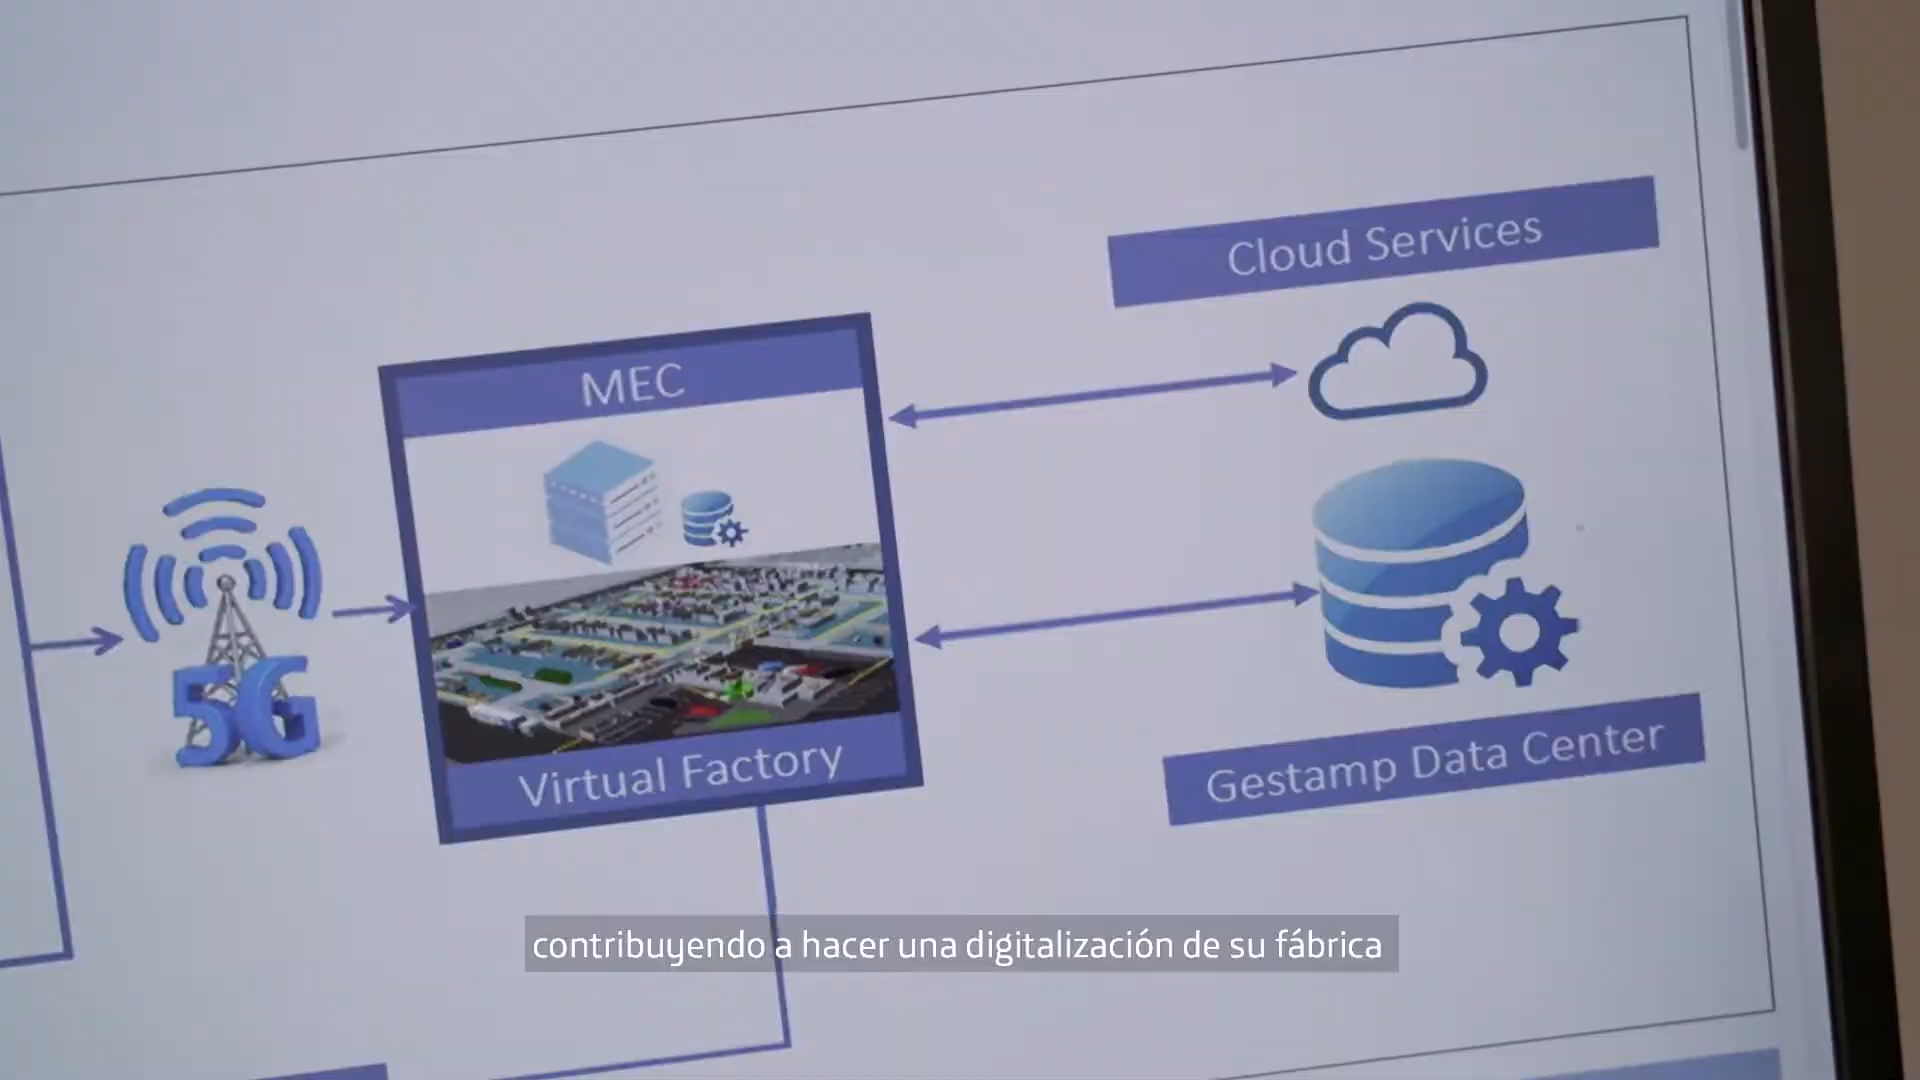 Cloud Services
MEC
5G
Virtual Factory
Gestamp Data Center
contribuyendo a hacer una digitalización de su fábrica